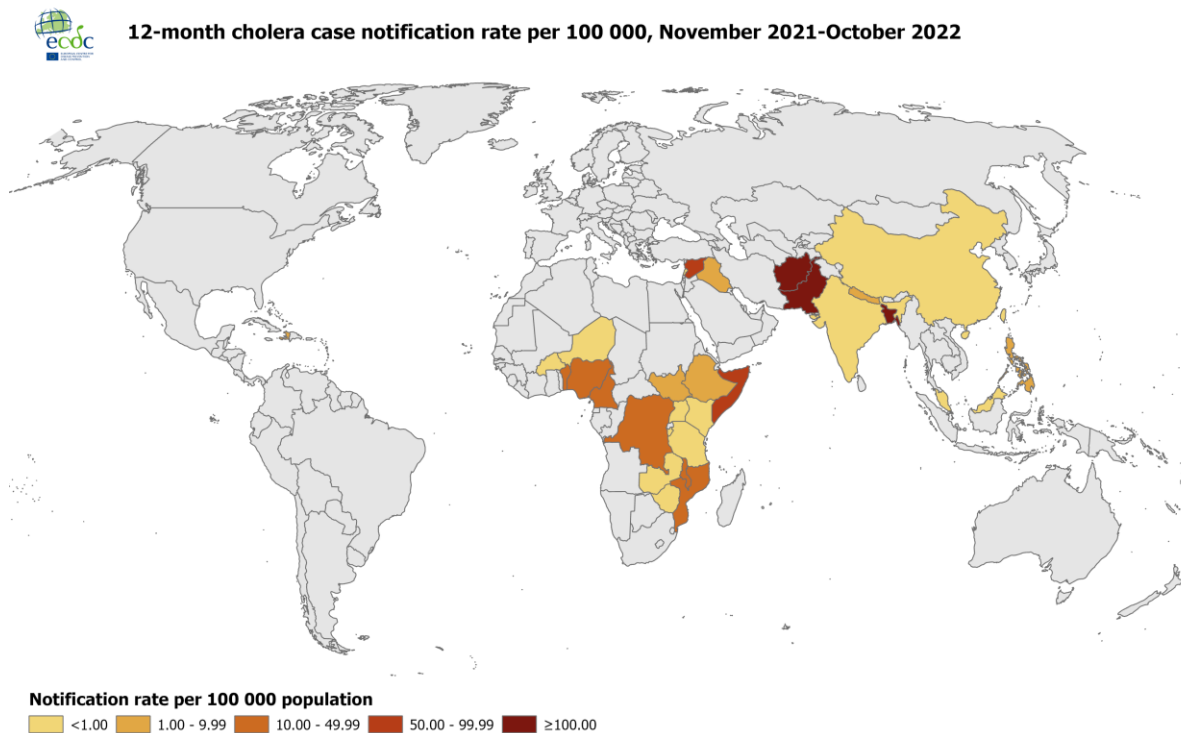 ecdc
12-month cholera case notification rate per 100 000, November 2021-October 2022
Notification rate per 100 000 population
<1.00
1.00 - 9.99
10.00 - 49.99
50.00 - 99.99
≥100.00